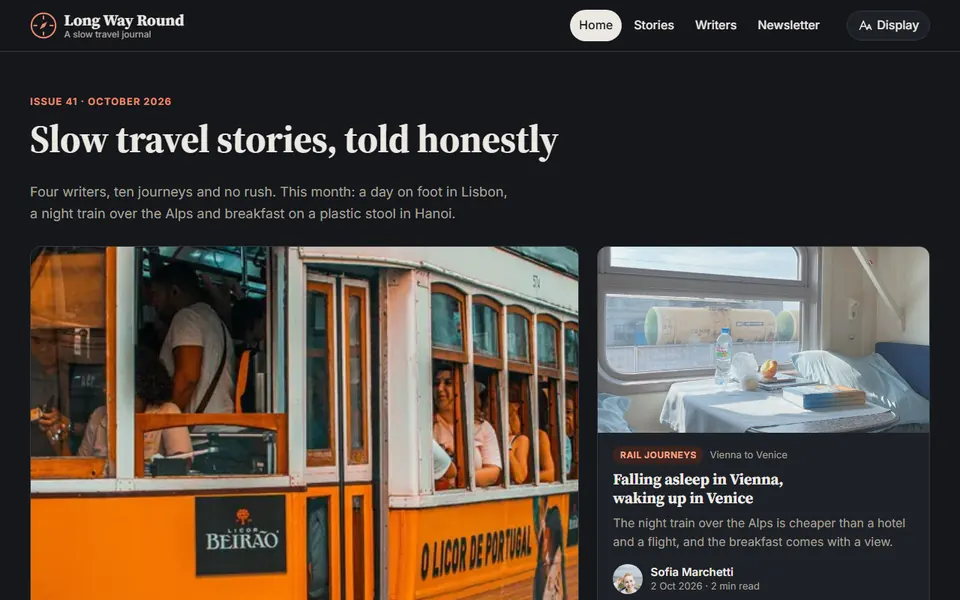 Long Way Round
A slow travel journal
Home
Stories
Writers
Newsletter
AA Display
ISSUE 41 · OCTOBER 2026
Slow travel stories, told honestly
Four writers, ten journeys and no rush. This month: a day on foot in Lisbon,
a night train over the Alps and breakfast on a plastic stool in Hanoi.
574
LICOR
BEIRÃO
O LICOR DE PORTUGAL
RAIL JOURNEYS
Vienna to Venice
Falling asleep in Vienna,
waking up in Venice
The night train over the Alps is cheaper than a hotel
and a flight, and the breakfast comes with a view.
Sofia Marchetti
2 Oct 2026 · 2 min read